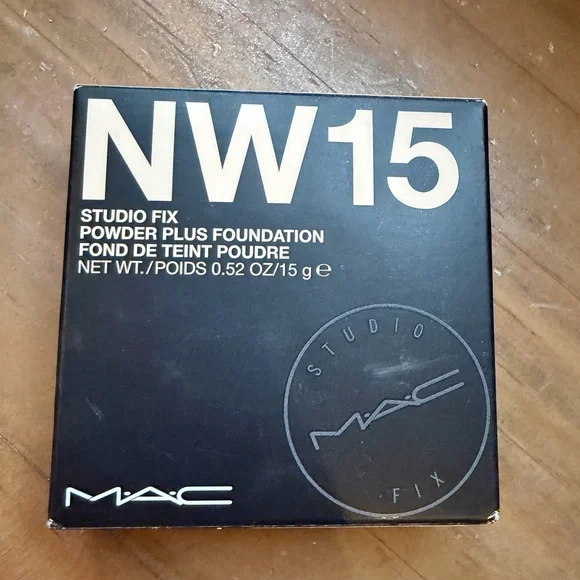 NW15
STUDIO FIX
POWDER PLUS FOUNDATION
FOND DE TEINT POUDRE
NET WT./POIDS 0.52 OZ/15 g ℮
STUDIO
M·A·C
FIX
M·A·C